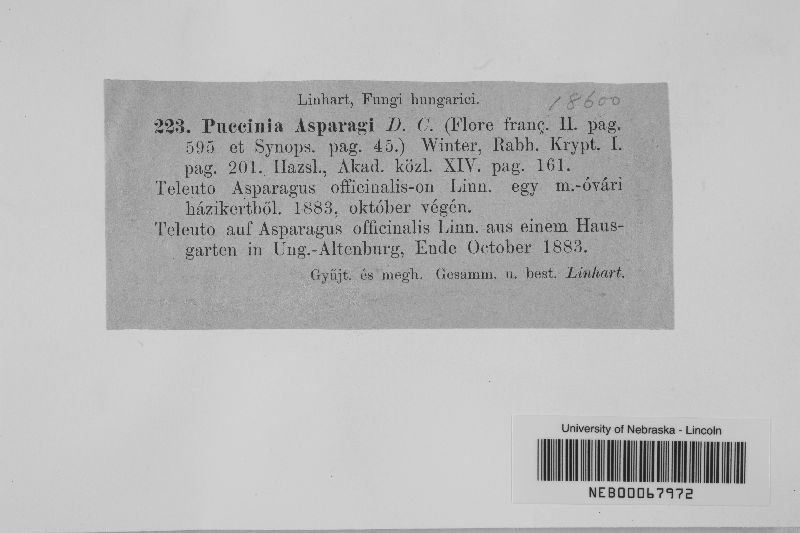 Linhart, Fungi hungarici.
18600
223. Puccinia Asparagi D. C. (Flore franç. II. pag.
595 et Synops. pag. 45.) Winter, Rabh. Krypt. I.
pag. 201. Hazsl., Akad. közl. XIV. pag. 161.
Teleuto Asparagus officinalis-on Linn. egy m.-óvári
házikertből. 1883. október végén.
Teleuto auf Asparagus officinalis Linn. aus einem Haus-
garten in Ung.-Altenburg, Ende October 1883.
Gyűjt. és megh. Gesamm. u. best. Linhart.
University of Nebraska - Lincoln
NEB00067972